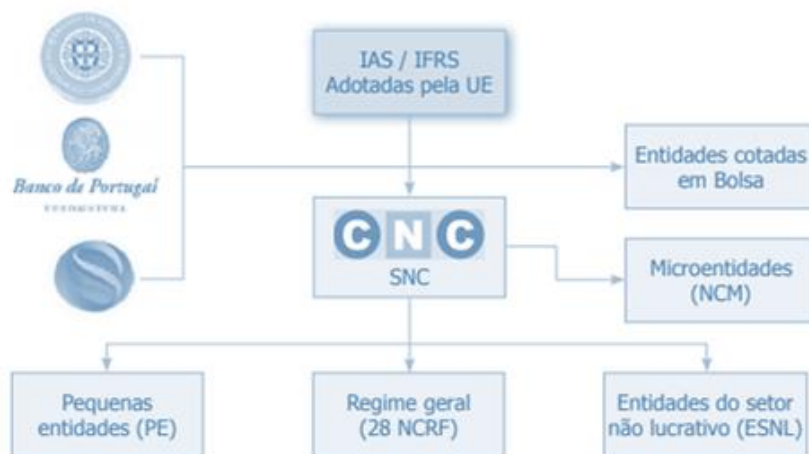 IAS / IFRS
Adotadas pela UE
Banco de Portugal
EUROSISTEMA
Entidades cotadas
em Bolsa
CNC
SNC
Microentidades
(NCM)
Pequenas
entidades (PE)
Regime geral
(28 NCRF)
Entidades do setor
não lucrativo (ESNL)